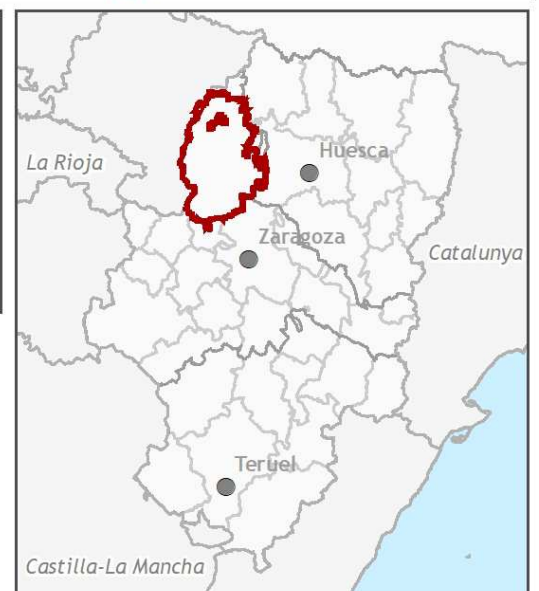 La Rioja
Huesca
Zaragoza
Catalunya
Teruel
Castilla-La Mancha